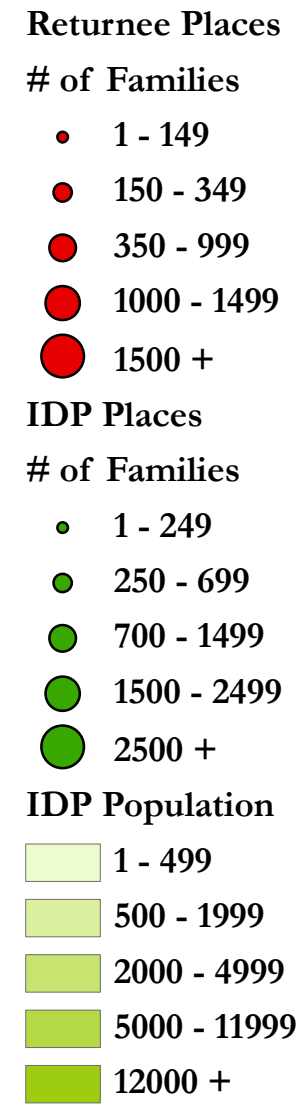 Returnee Places
# of Families
1 - 149
150 - 349
350 - 999
1000 - 1499
1500 +
IDP Places
# of Families
1 - 249
250 - 699
700 - 1499
1500 - 2499
2500 +
IDP Population
1 - 499
500 - 1999
2000 - 4999
5000 - 11999
12000 +